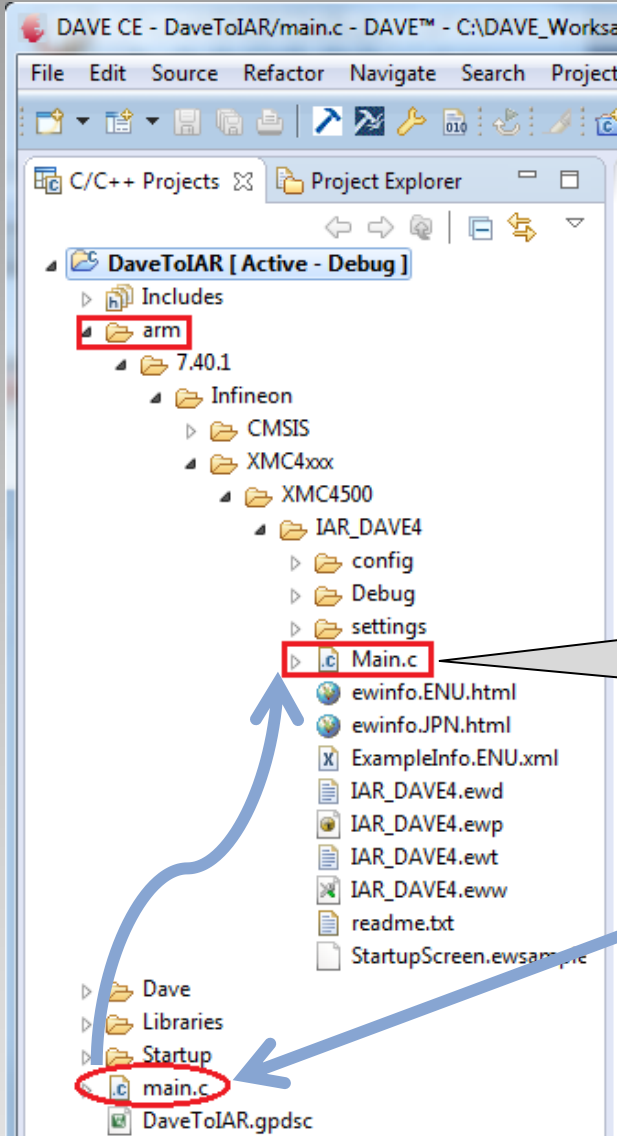 DAVE CE - DaveToIAR/main.c - DAVE™ - C:\DAVE_Worksa
File Edit Source Refactor Navigate Search Project
010
C/C++ Projects Project Explorer
DaveToIAR [ Active - Debug ]
Includes
arm
7.40.1
Infineon
CMSIS
XMC4xxx
XMC4500
IAR_DAVE4
config
Debug
settings
Main.c
ewinfo.ENU.html
ewinfo.JPN.html
ExampleInfo.ENU.xml
IAR_DAVE4.ewd
IAR_DAVE4.ewp
IAR_DAVE4.ewt
IAR_DAVE4.eww
readme.txt
StartupScreen.ewsample
Dave
Libraries
Startup
main.c
DaveToIAR.gpdsc